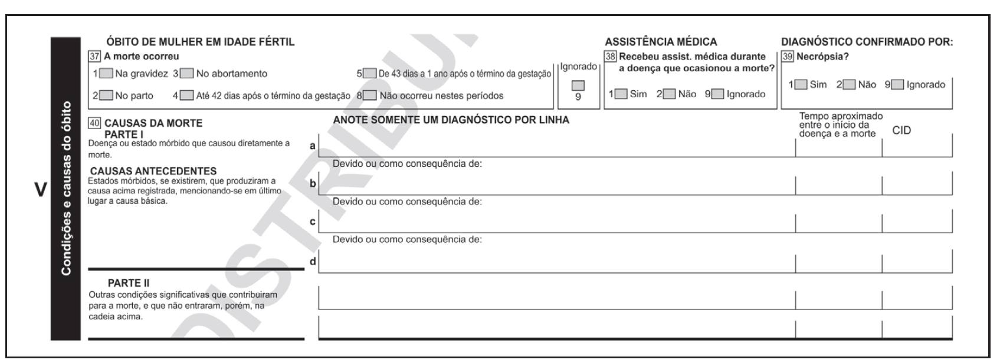 ÓBITO DE MULHER EM IDADE FÉRTIL
37 A morte ocorreu
1 Na gravidez 3 No abortamento 5 De 43 dias a 1 ano após o término da gestação
2 No parto 4 Até 42 dias após o término da gestação 8 Não ocorreu nestes períodos
Ignorado
9
ASSISTÊNCIA MÉDICA
38 Recebeu assist. médica durante
a doença que ocasionou a morte?
1 Sim 2 Não 9 Ignorado
DIAGNÓSTICO CONFIRMADO POR:
39 Necrópsia?
1 Sim 2 Não 9 Ignorado
V
Condições e causas do óbito
40 CAUSAS DA MORTE
PARTE I
Doença ou estado mórbido que causou diretamente a
morte.
CAUSAS ANTECEDENTES
Estados mórbidos, se existirem, que produziram a
causa acima registrada, mencionando-se em último
lugar a causa básica.
ANOTE SOMENTE UM DIAGNÓSTICO POR LINHA
Tempo aproximado
entre o início da
doença e a morte
CID
a
Devido ou como consequência de:
b
Devido ou como consequência de:
c
Devido ou como consequência de:
d
PARTE II
Outras condições significativas que contribuiram
para a morte, e que não entraram, porém, na
cadeia acima.
DISTRIBU